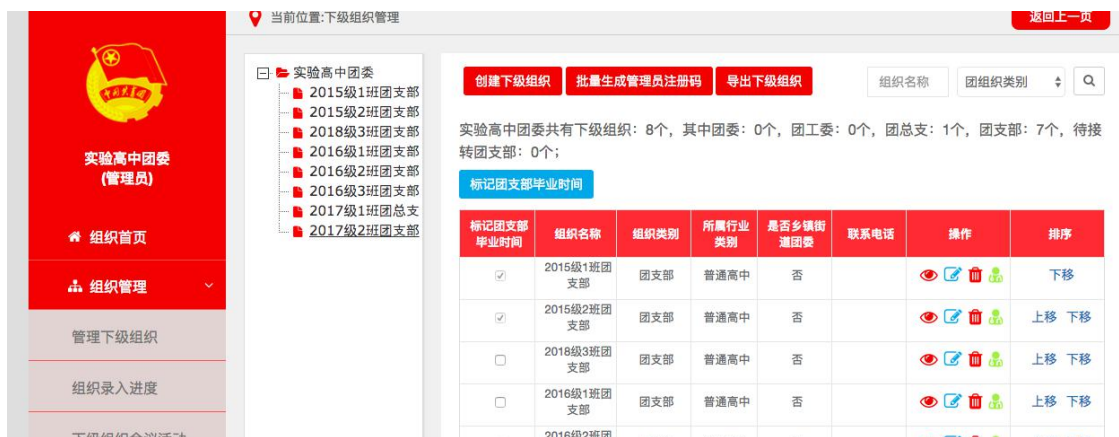 当前位置:下级组织管理
返回上一页
实验高中团委
(管理员)
组织首页
组织管理
管理下级组织
组织录入进度
下级组织会议活动
实验高中团委
2015级1班团支部
2015级2班团支部
2018级3班团支部
2016级1班团支部
2016级2班团支部
2016级3班团支部
2017级1班团总支
2017级2班团支部
创建下级组织 批量生成管理员注册码 导出下级组织 组织名称 团组织类别
实验高中团委共有下级组织：8个，其中团委：0个，团工委：0个，团总支：1个，团支部：7个，待接
转团支部：0个；
标记团支部毕业时间
标记团支部毕业时间 组织名称 组织类别 所属行业类别 是否乡镇街道团委 联系电话 操作 排序
2015级1班团支部 团支部 普通高中 否 下移
2015级2班团支部 团支部 普通高中 否 上移 下移
2018级3班团支部 团支部 普通高中 否 上移 下移
2016级1班团支部 团支部 普通高中 否 上移 下移
2016级2班团